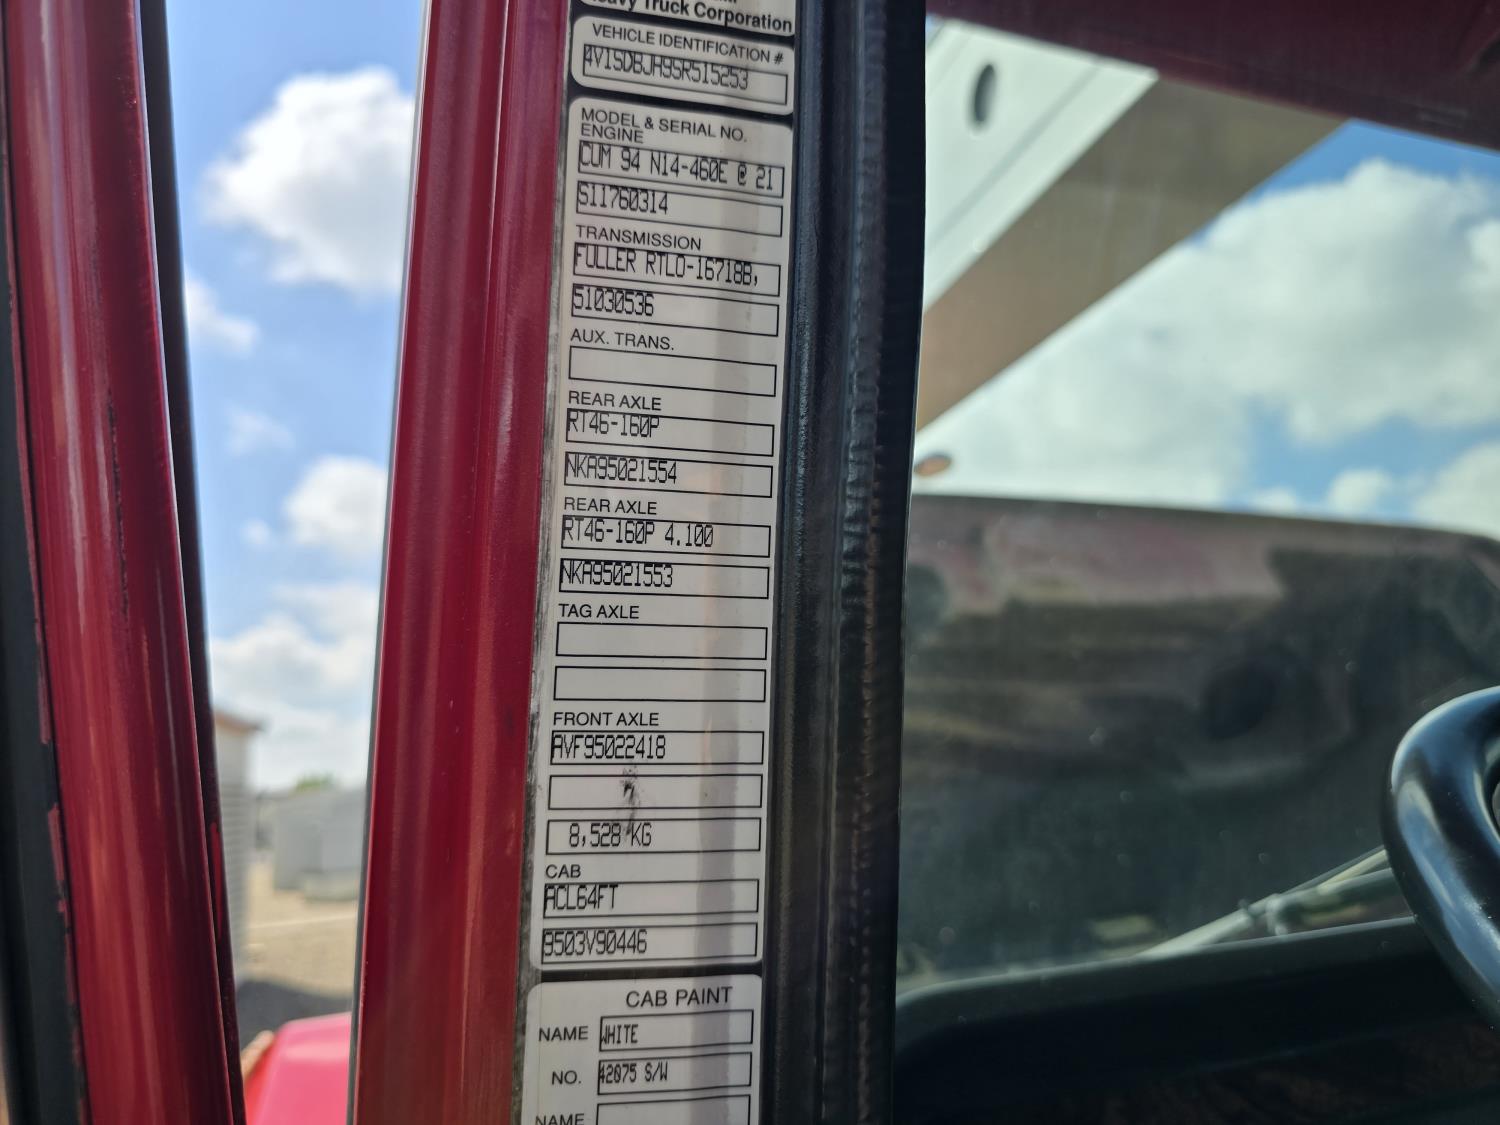 Heavy Truck Corporation
VEHICLE IDENTIFICATION #
4V1SDBJH9SR515253
MODEL & SERIAL NO.
ENGINE
CUM 94 N14-460E @ 21
S11760314
TRANSMISSION
FULLER RTLO-16718B,
S1030536
AUX. TRANS.
REAR AXLE
RT46-160P
NKA95021554
REAR AXLE
RT46-160P 4.100
NKA95021553
TAG AXLE
FRONT AXLE
AVF95022418
8,528 KG
CAB
ACL64FT
9503V90446
CAB PAINT
NAME WHITE
NO. 42075 S/W
NAME